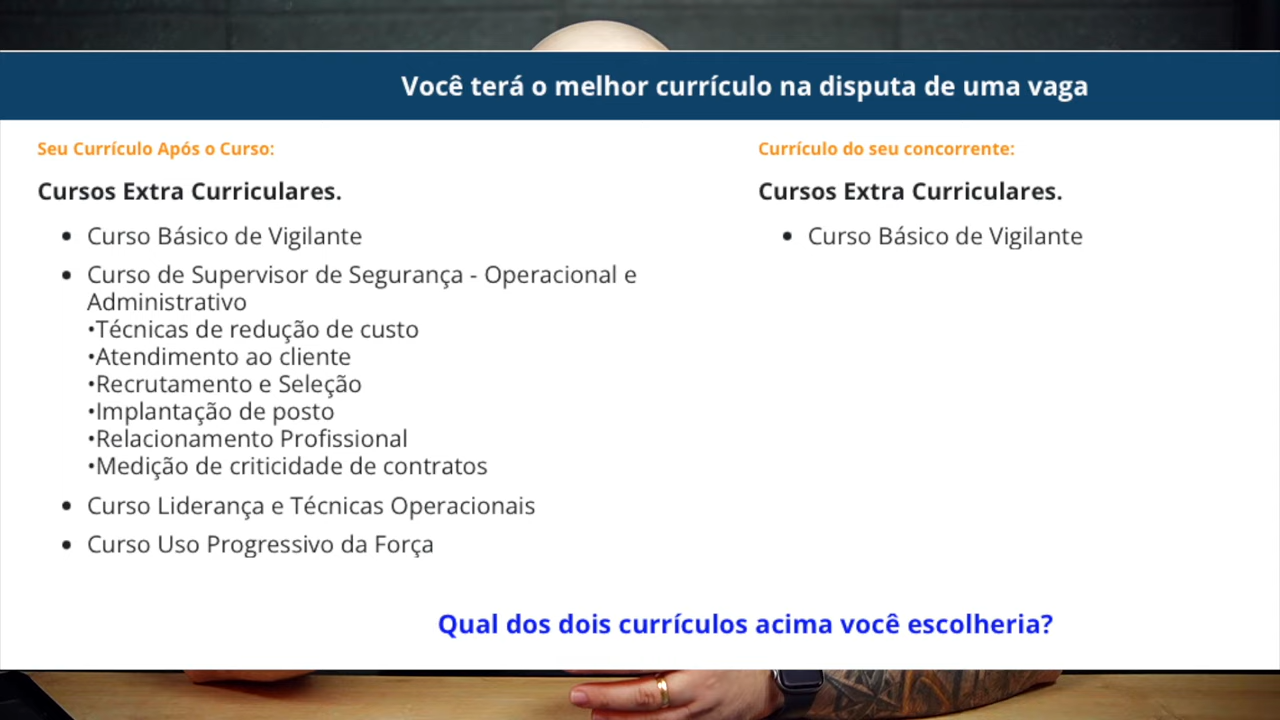 Você terá o melhor currículo na disputa de uma vaga
Seu Currículo Após o Curso:
Cursos Extra Curriculares.
• Curso Básico de Vigilante
• Curso de Supervisor de Segurança - Operacional e
Administrativo
•Técnicas de redução de custo
•Atendimento ao cliente
•Recrutamento e Seleção
•Implantação de posto
•Relacionamento Profissional
•Medição de criticidade de contratos
• Curso Liderança e Técnicas Operacionais
• Curso Uso Progressivo da Força
Currículo do seu concorrente:
Cursos Extra Curriculares.
• Curso Básico de Vigilante
Qual dos dois currículos acima você escolheria?